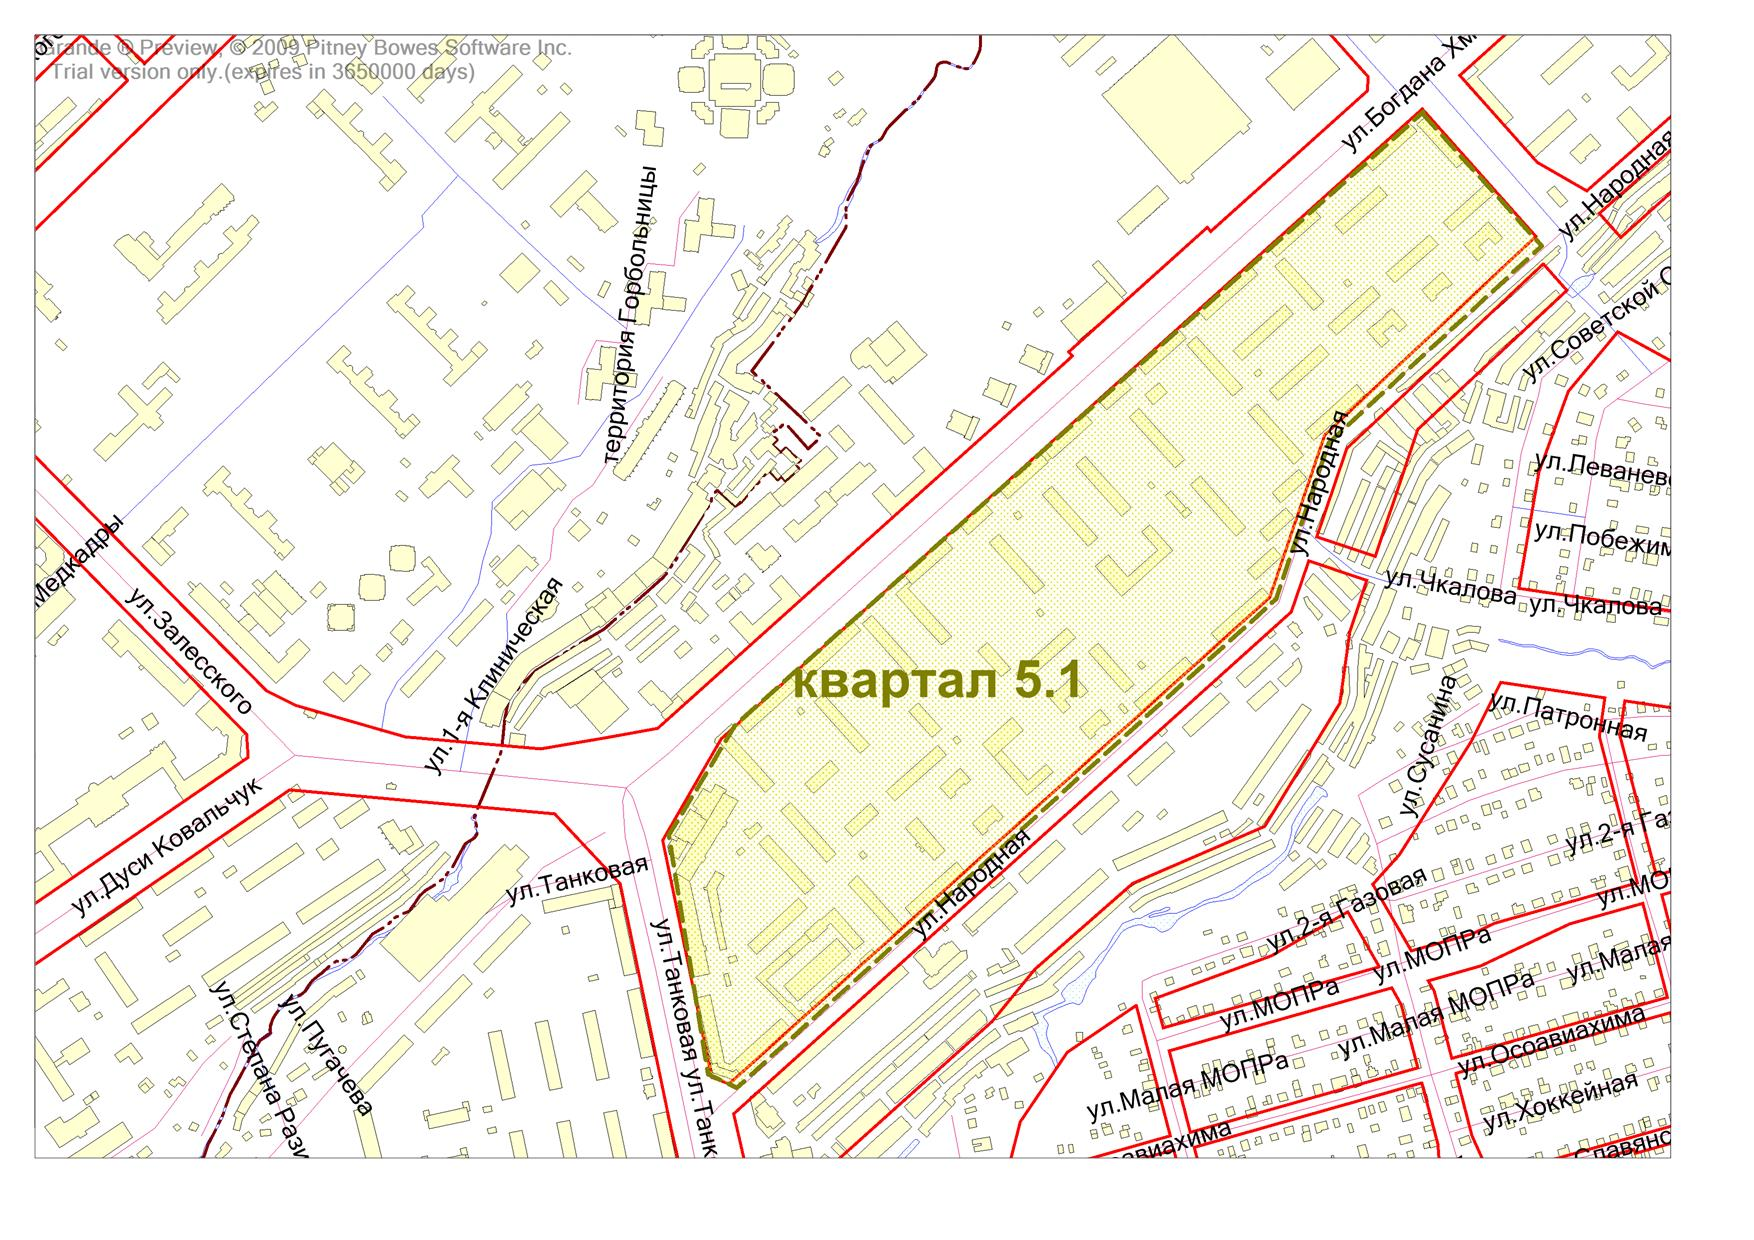 Grande ® Preview, © 2009 Pitney Bowes Software Inc.
Trial version only.(expires in 3650000 days)
ул.Богдана Хм
ул.Народная
территория Горбольницы
ул.Советской С
ул.Народная
ул.Леваневс
ул.Побежим
Медкадры
ул.Залесского
ул.1-я Клиническая
ул.Чкалова
ул.Чкалова
квартал 5.1
ул.Сусанина
ул.Патронная
ул.Дуси Ковальчук
ул.Танковая
ул.2-я Газ
ул.Народная
ул.2-я Газовая
ул.МО
ул.МОПРа
ул.Танковая
ул.МОПРа
ул.Малая МОПРа
ул.Малая
ул.Степана Рази
ул.Пугачева
ул.Осоавиахима
ул.Малая МОПРа
ул.Танк
ул.Хоккейная
авиахима
Славянс